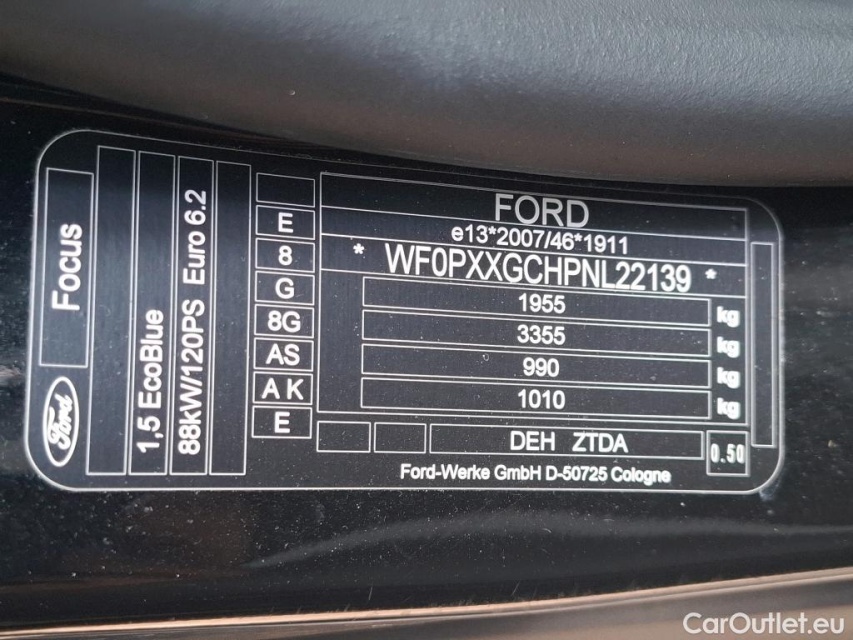 Focus
Ford
1,5 EcoBlue
88kW/120PS Euro 6.2
E
8
G
8G
AS
A K
E
FORD
e13*2007/46*1911
* WF0PXXGCHPNL22139 *
1955 kg
3355 kg
990 kg
1010 kg
DEH ZTDA 0.50
Ford-Werke GmbH D-50725 Cologne
CarOutlet.eu